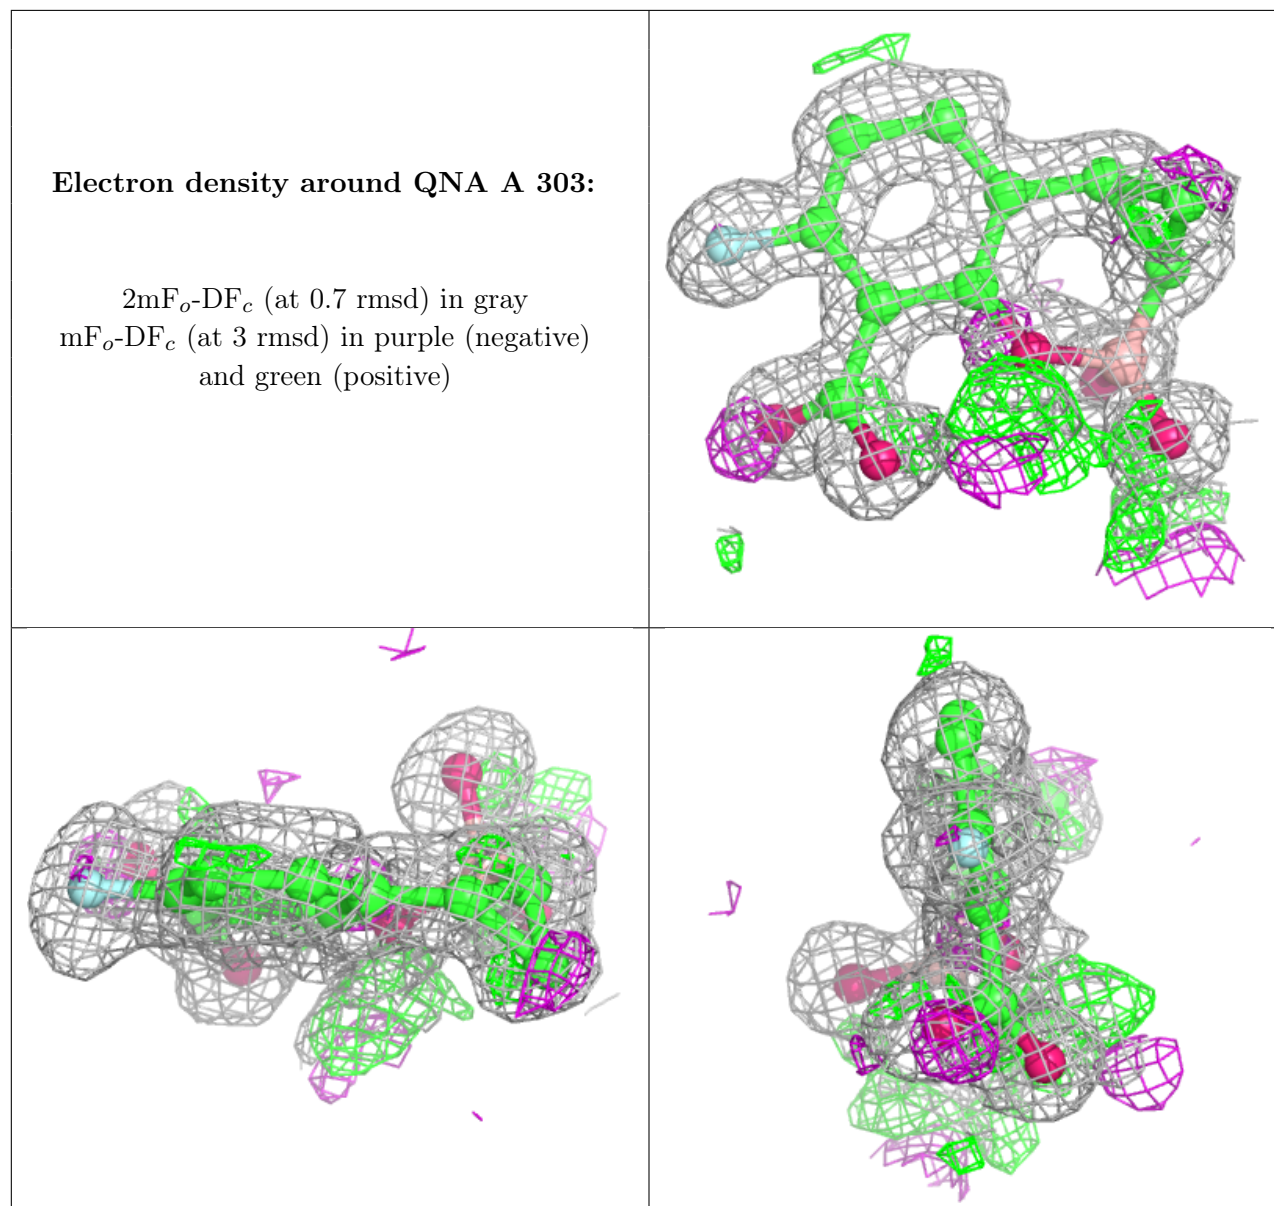 Electron density around QNA A 303:
2mFo-DFc (at 0.7 rmsd) in gray
mFo-DFc (at 3 rmsd) in purple (negative)
and green (positive)